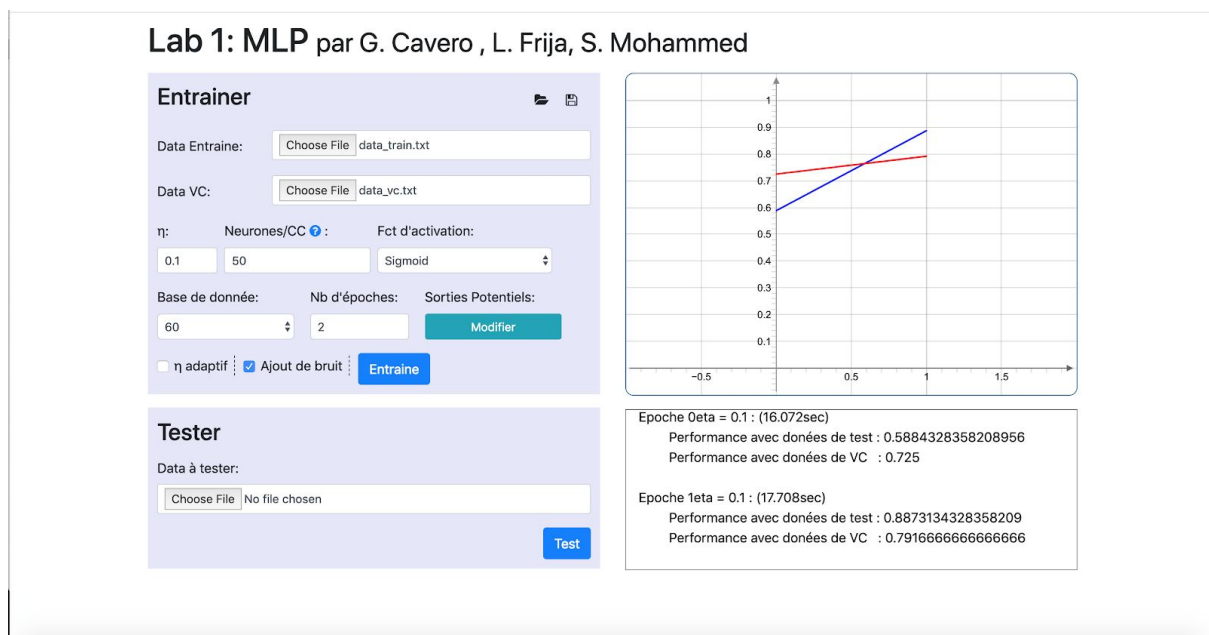 Lab 1: MLP par G. Cavero , L. Frija, S. Mohammed
Entrainer
Data Entraine:
Choose File data_train.txt
Data VC:
Choose File data_vc.txt
η: Neurones/CC ? : Fct d'activation:
0.1 50 Sigmoid
Base de donnée: Nb d'époches: Sorties Potentiels:
60 2 Modifier
η adaptif Ajout de bruit Entraine
Tester
Data à tester:
Choose File No file chosen
Test
1
0.9
0.8
0.7
0.6
0.5
0.4
0.3
0.2
0.1
−0.5 0.5 1 1.5
Epoche 0eta = 0.1 : (16.072sec)
Performance avec donées de test : 0.5884328358208956
Performance avec donées de VC : 0.725
Epoche 1eta = 0.1 : (17.708sec)
Performance avec donées de test : 0.8873134328358209
Performance avec donées de VC : 0.7916666666666666